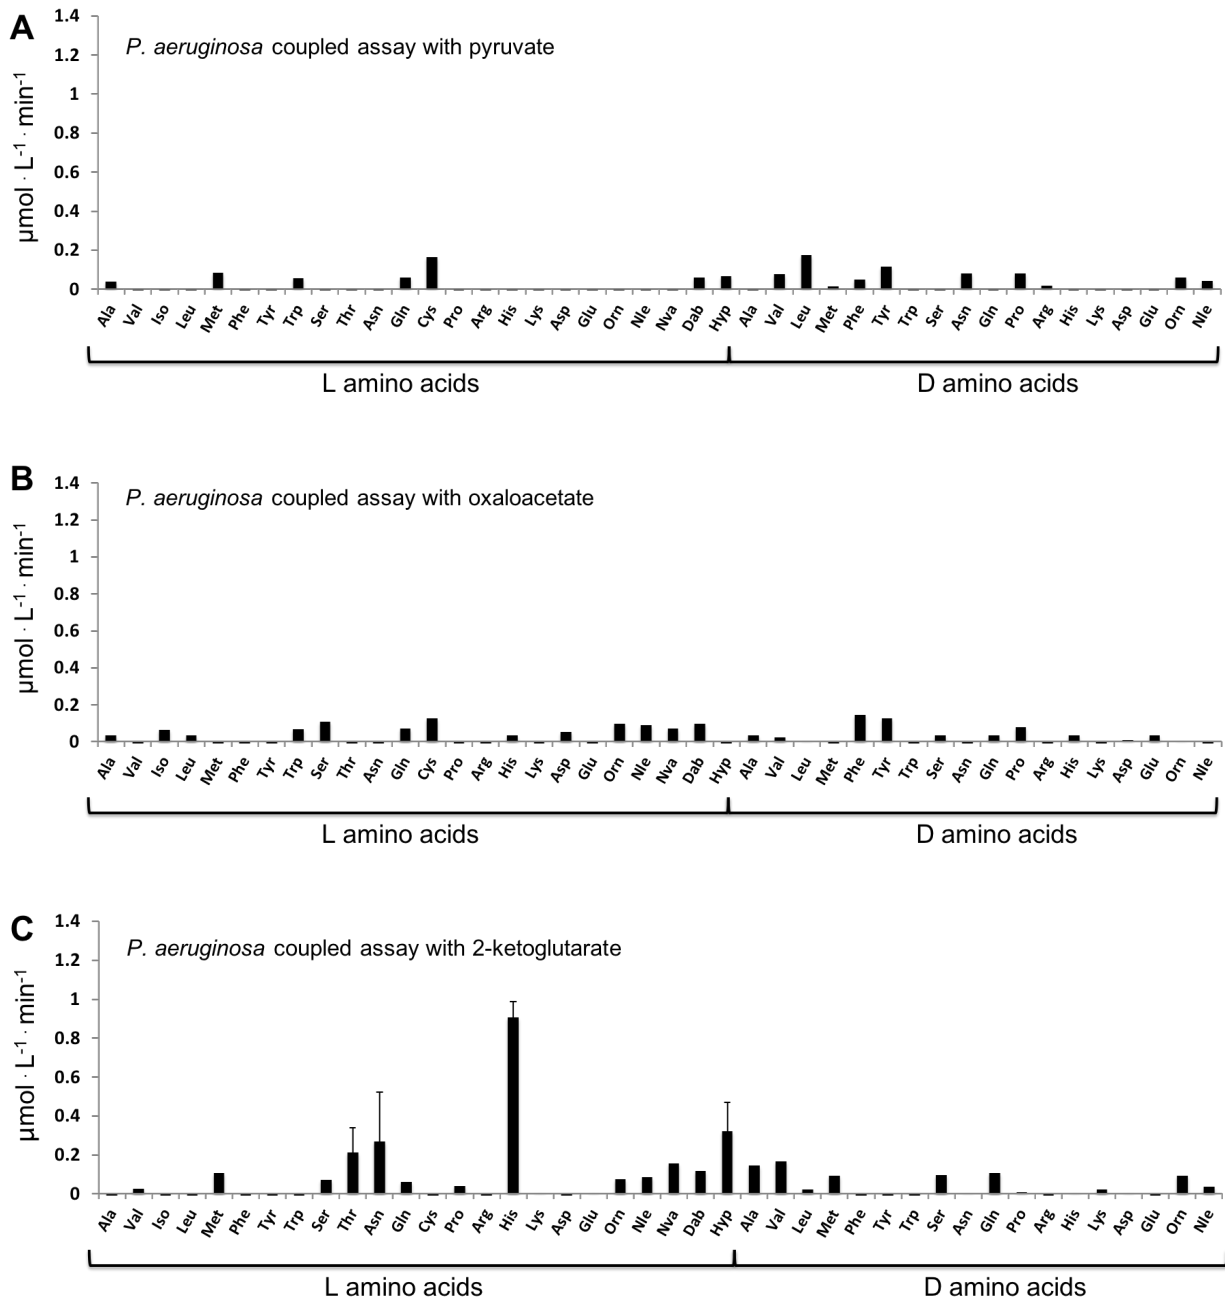 A
P. aeruginosa coupled assay with pyruvate
µmol · L-1 · min-1
1.4
1.2
1
0.8
0.6
0.4
0.2
0
Ala Val Iso Leu Met Phe Tyr Trp Ser Thr Asn Gln Cys Pro Arg His Lys Asp Glu Orn Nle Nva Dab Hyp Ala Val Leu Met Phe Tyr Trp Ser Asn Gln Pro Arg His Lys Asp Glu Orn Nle
L amino acids D amino acids
B
P. aeruginosa coupled assay with oxaloacetate
µmol · L-1 · min-1
1.4
1.2
1
0.8
0.6
0.4
0.2
0
Ala Val Iso Leu Met Phe Tyr Trp Ser Thr Asn Gln Cys Pro Arg His Lys Asp Glu Orn Nle Nva Dab Hyp Ala Val Leu Met Phe Tyr Trp Ser Asn Gln Pro Arg His Lys Asp Glu Orn Nle
L amino acids D amino acids
C
P. aeruginosa coupled assay with 2-ketoglutarate
µmol · L-1 · min-1
1.4
1.2
1
0.8
0.6
0.4
0.2
0
Ala Val Iso Leu Met Phe Tyr Trp Ser Thr Asn Gln Cys Pro Arg His Lys Asp Glu Orn Nle Nva Dab Hyp Ala Val Leu Met Phe Tyr Trp Ser Asn Gln Pro Arg His Lys Asp Glu Orn Nle
L amino acids D amino acids